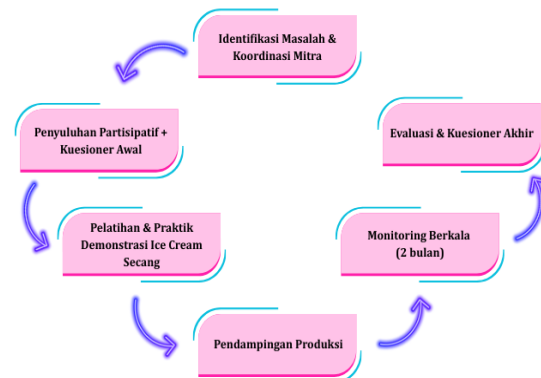 Identifikasi Masalah &
Koordinasi Mitra
Penyuluhan Partisipatif +
Kuesioner Awal
Pelatihan & Praktik
Demonstrasi Ice Cream
Secang
Pendampingan Produksi
Monitoring Berkala
(2 bulan)
Evaluasi & Kuesioner Akhir